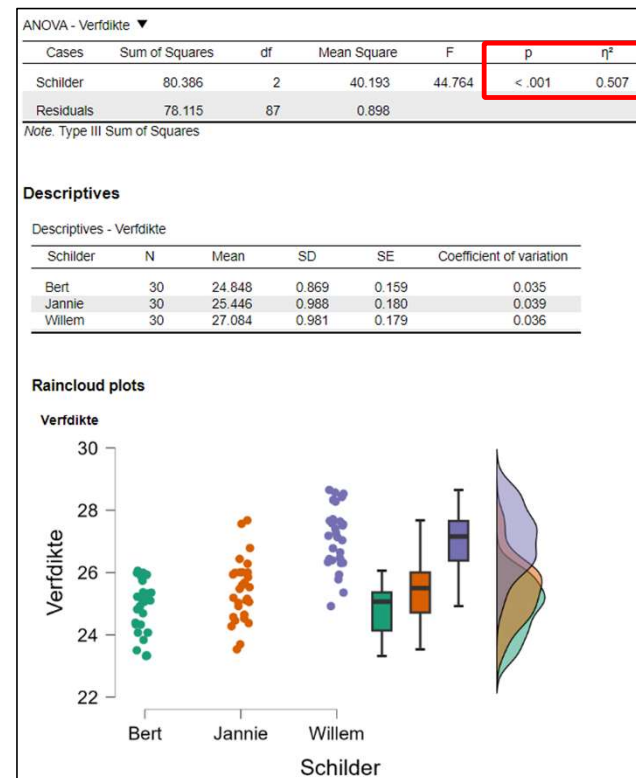 ANOVA - Verfdikte ▼
Cases Sum of Squares df Mean Square F p η²
Schilder 80.386 2 40.193 44.764 < .001 0.507
Residuals 78.115 87 0.898
Note. Type III Sum of Squares
Descriptives
Descriptives - Verfdikte
Schilder N Mean SD SE Coefficient of variation
Bert 30 24.848 0.869 0.159 0.035
Jannie 30 25.446 0.988 0.180 0.039
Willem 30 27.084 0.981 0.179 0.036
Raincloud plots
Verfdikte
30
28
26
24
22
Verfdikte
Bert Jannie Willem
Schilder